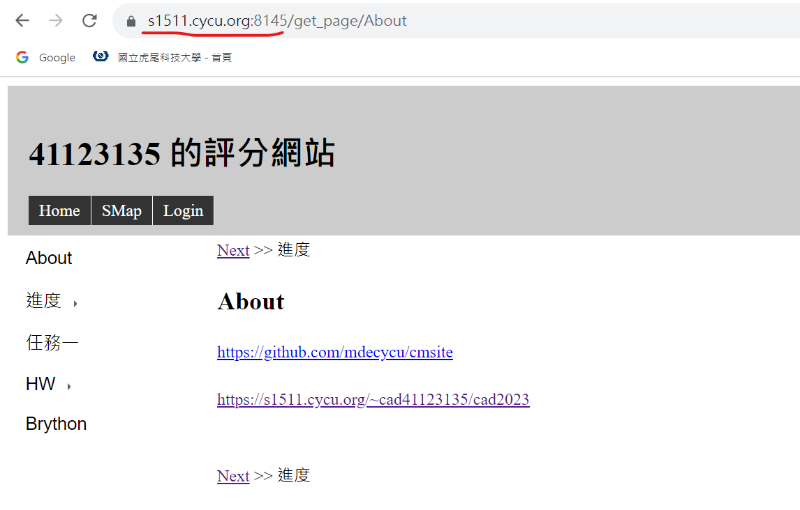 s1511.cycu.org:8145/get_page/About
Google 國立虎尾科技大學 - 首頁
41123135 的評分網站
Home SMap Login
About
進度
任務一
HW
Brython
Next >> 進度
About
https://github.com/mdecycu/cmsite
https://s1511.cycu.org/~cad41123135/cad2023
Next >> 進度